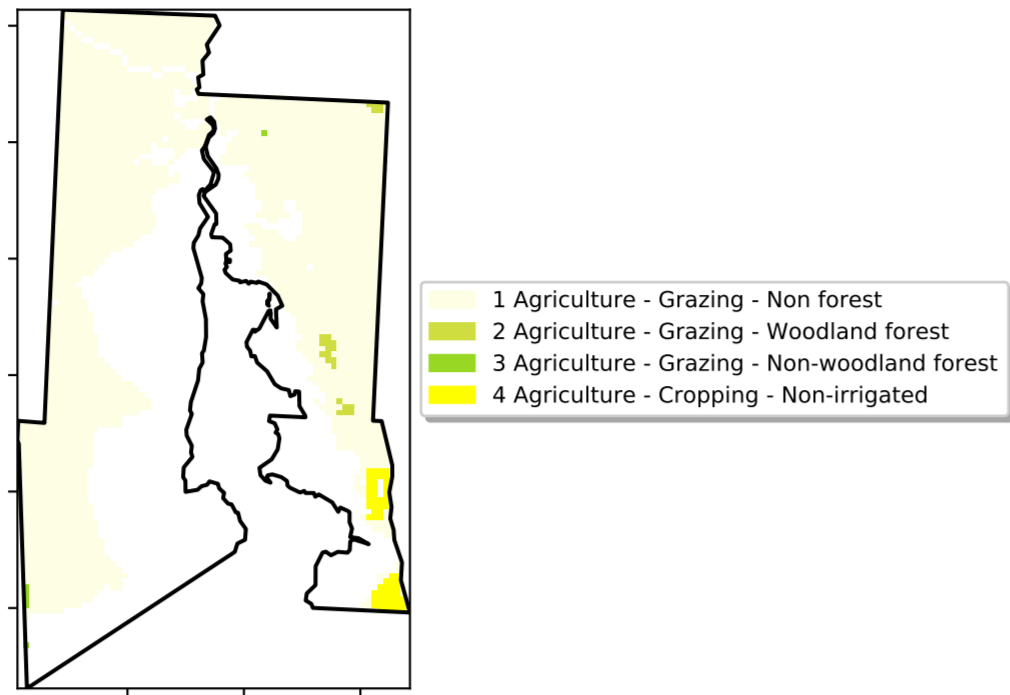 1 Agriculture - Grazing - Non forest
2 Agriculture - Grazing - Woodland forest
3 Agriculture - Grazing - Non-woodland forest
4 Agriculture - Cropping - Non-irrigated